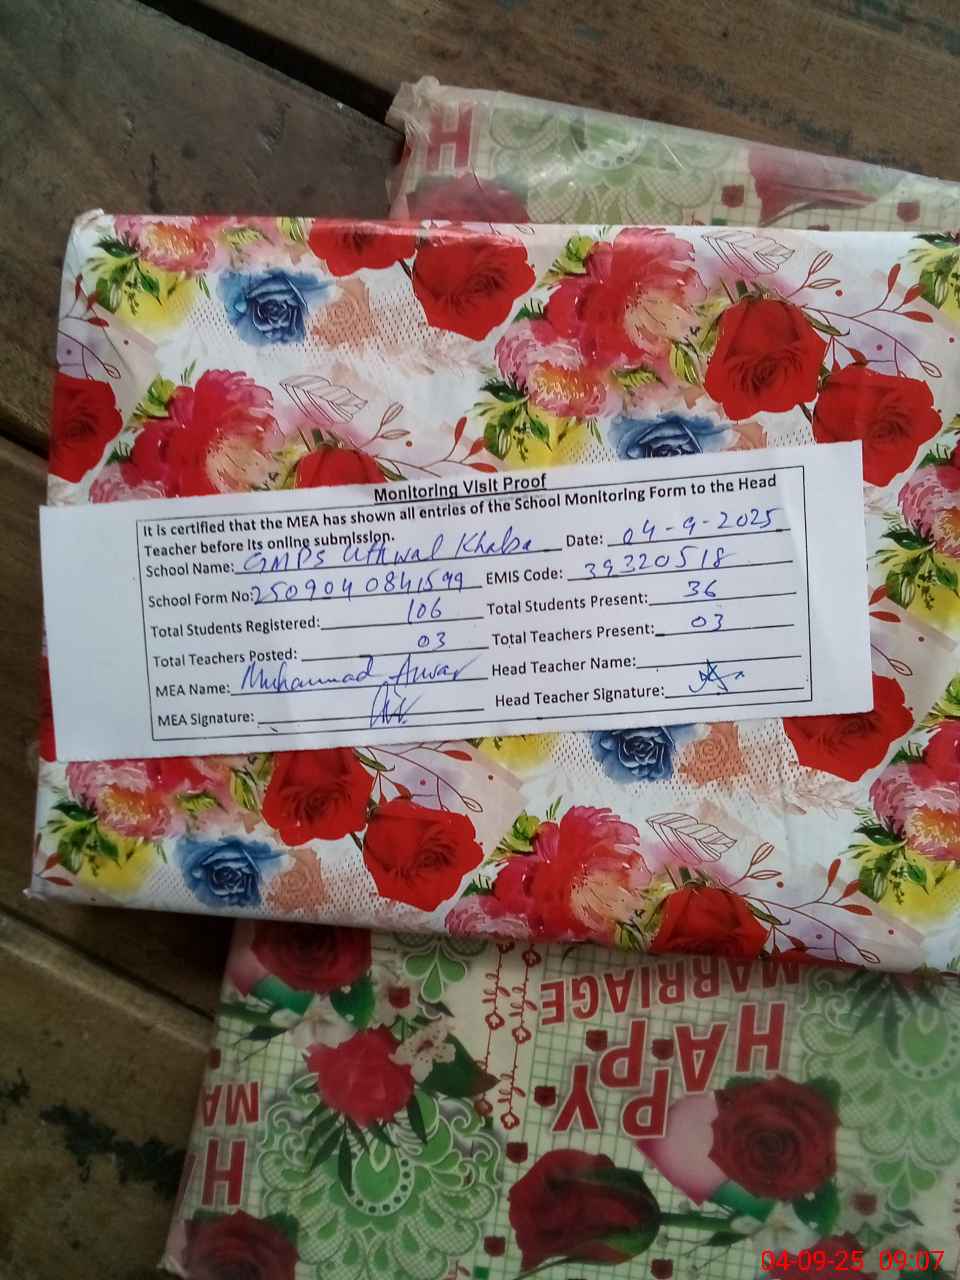 H
Monitoring Visit Proof
It is certified that the MEA has shown all entries of the School Monitoring Form to the Head
Teacher before its online submission.
School Name: GMPS Uthwal Khalsa Date: 04-9-2025
School Form No: 250904 0841599 EMIS Code: 39320518
Total Students Registered: 106 Total Students Present: 36
Total Teachers Posted: 03 Total Teachers Present: 03
MEA Name: Muhammad Anwar Head Teacher Name:
MEA Signature: Head Teacher Signature:
HAPPY
MARRIAGE
MA
H
04-09-25 09:07